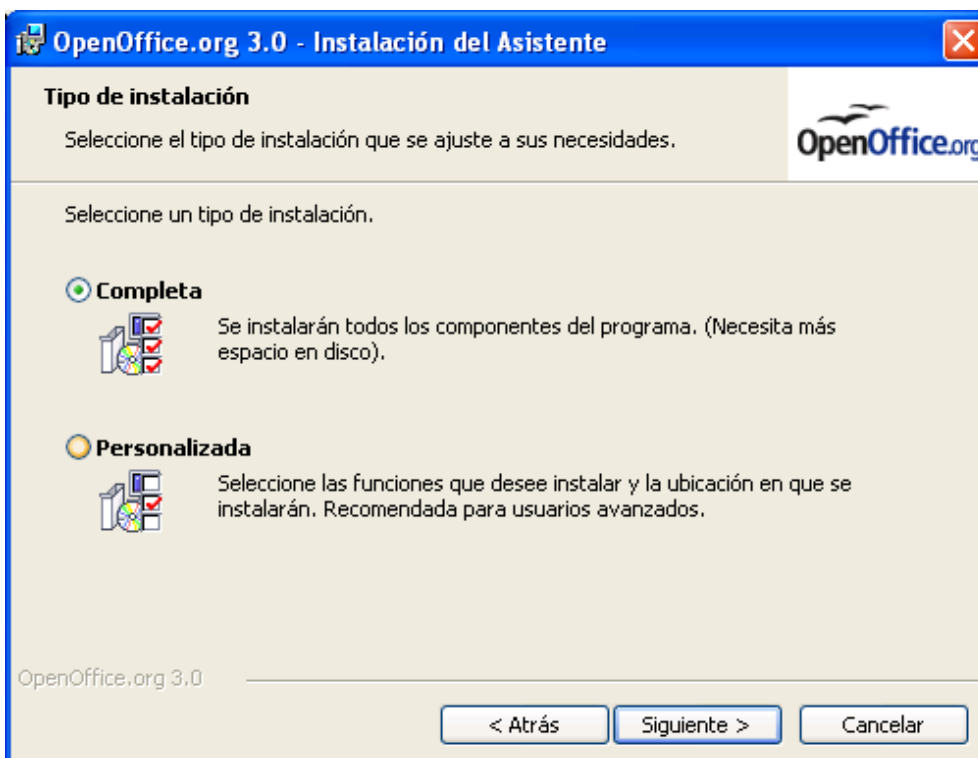 OpenOffice.org 3.0 - Instalación del Asistente
Tipo de instalación
Seleccione el tipo de instalación que se ajuste a sus necesidades.
OpenOffice.org
Seleccione un tipo de instalación.
Completa
Se instalarán todos los componentes del programa. (Necesita más
espacio en disco).
Personalizada
Seleccione las funciones que desee instalar y la ubicación en que se
instalarán. Recomendada para usuarios avanzados.
OpenOffice.org 3.0
< Atrás
Siguiente >
Cancelar